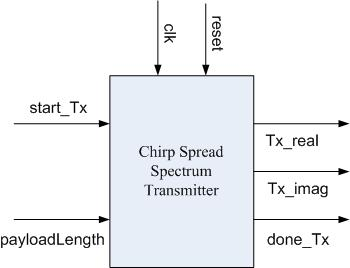 clk
reset
start_Tx
Chirp Spread
Spectrum
Transmitter
Tx_real
Tx_imag
payloadLength
done_Tx